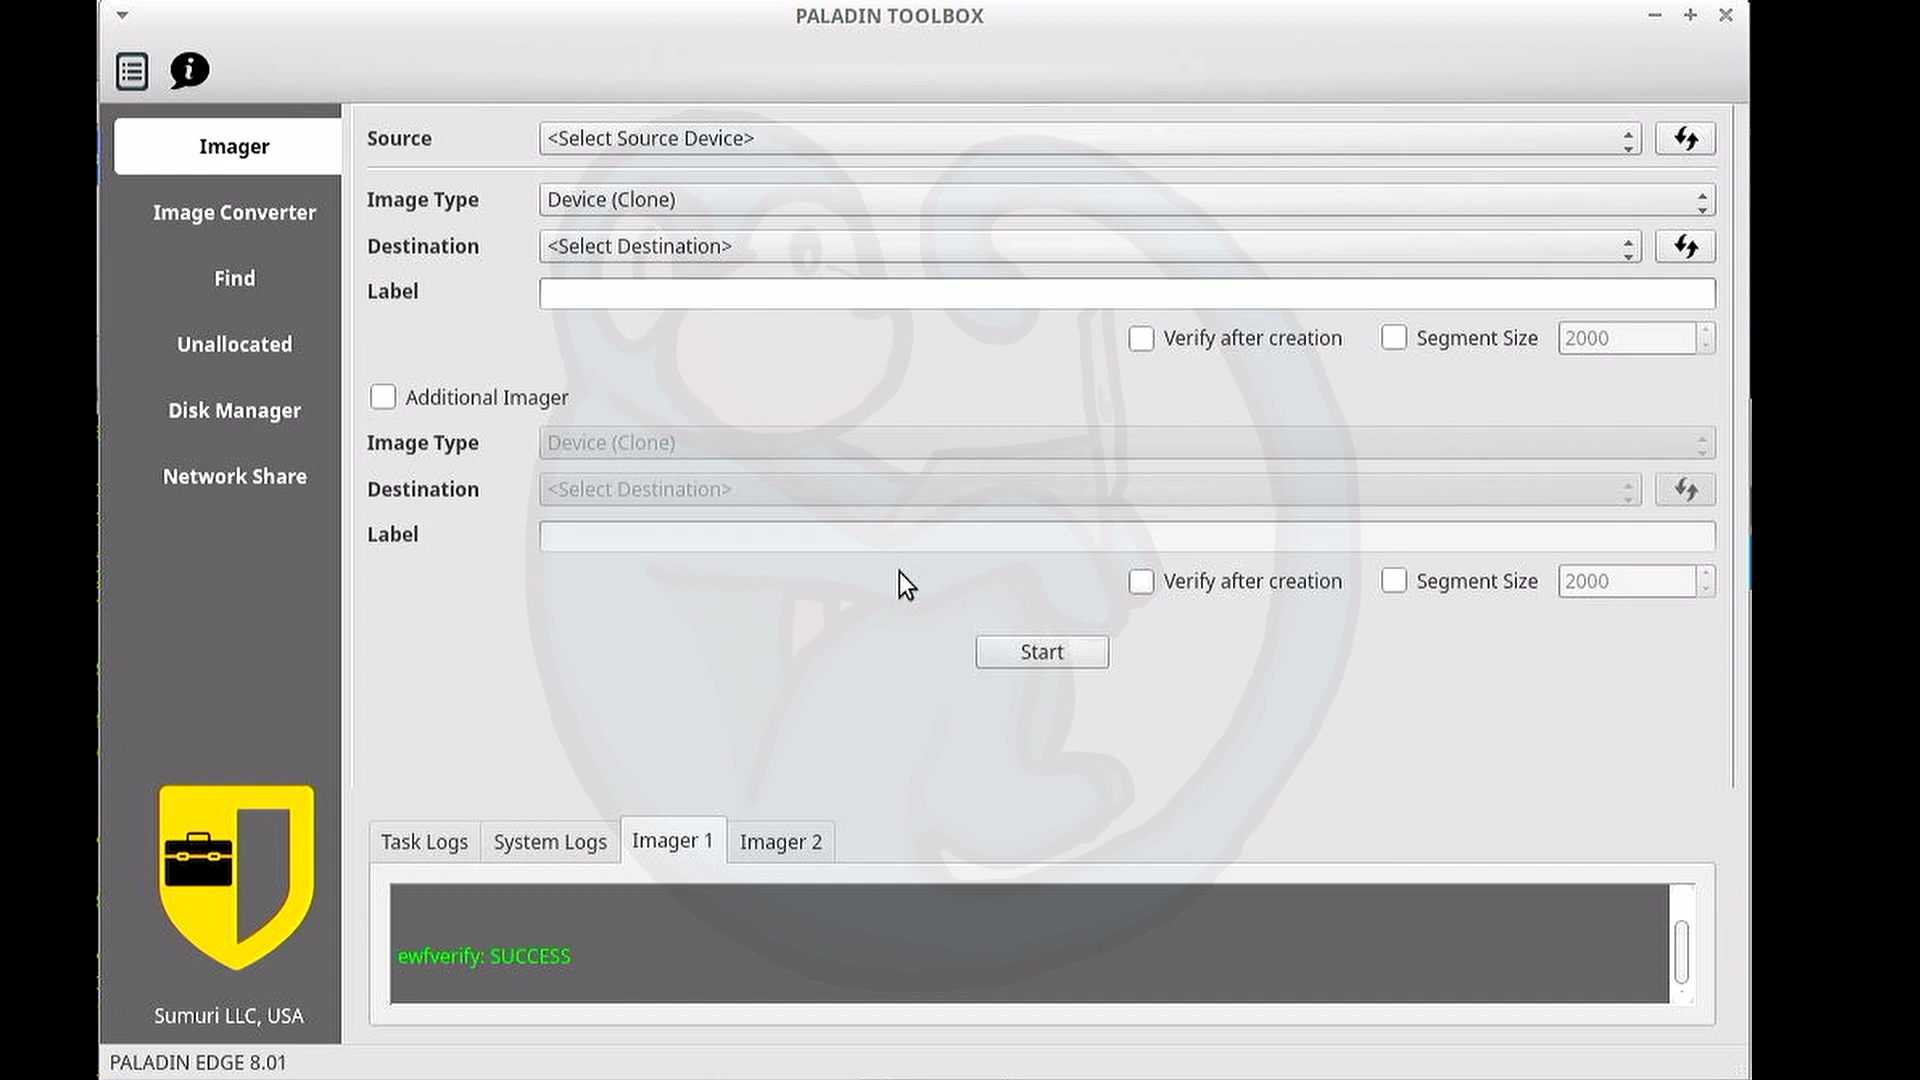 PALADIN TOOLBOX
Imager
Image Converter
Find
Unallocated
Disk Manager
Network Share
Sumuri LLC, USA
Source <Select Source Device>
Image Type Device (Clone)
Destination <Select Destination>
Label
Verify after creation Segment Size 2000
Additional Imager
Image Type Device (Clone)
Destination <Select Destination>
Label
Verify after creation Segment Size 2000
Start
Task Logs System Logs Imager 1 Imager 2
ewfverify: SUCCESS
PALADIN EDGE 8.01